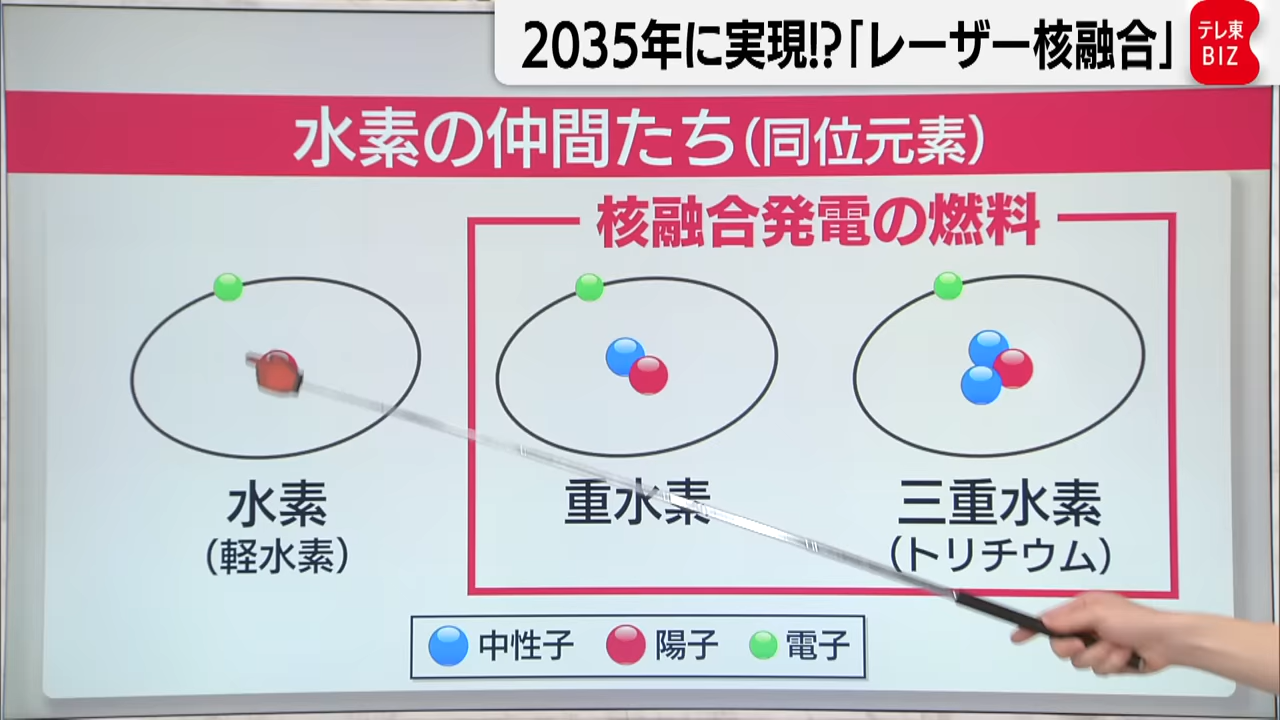 2035年に実現!?「レーザー核融合」
テレ東
BIZ
水素の仲間たち(同位元素)
核融合発電の燃料
水素
(軽水素)
重水素
三重水素
(トリチウム)
中性子 陽子 電子